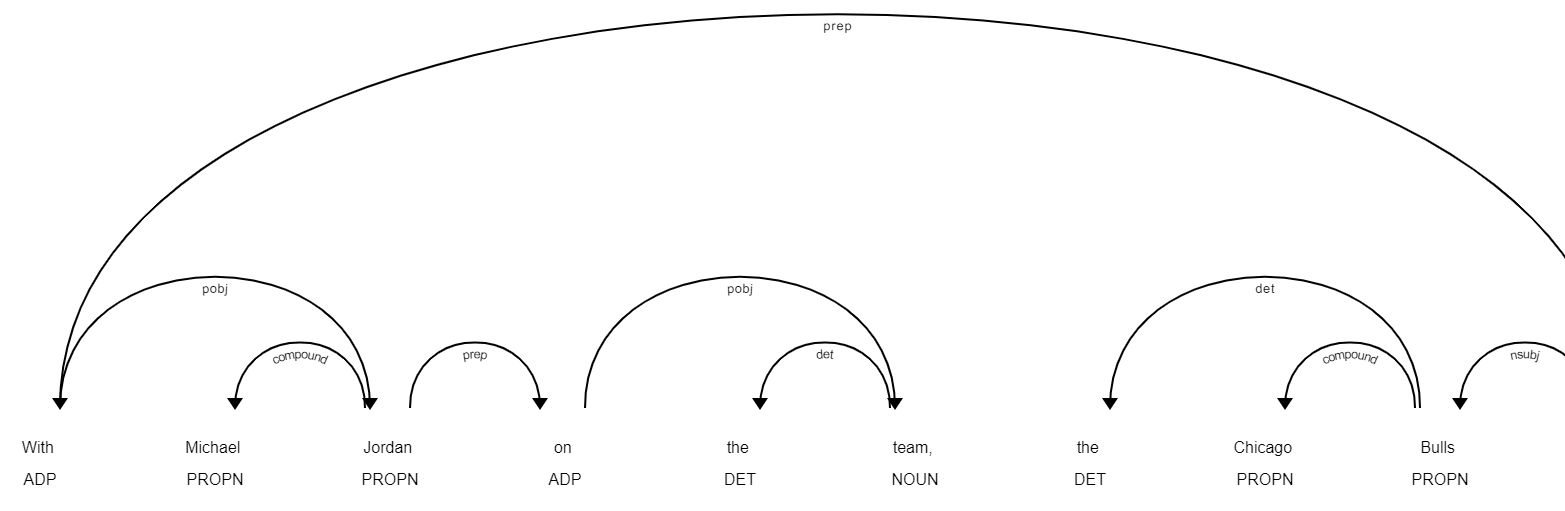 prep
pobj pobj det
compound prep det compound nsubj
With Michael Jordan on the team, the Chicago Bulls
ADP PROPN PROPN ADP DET NOUN DET PROPN PROPN